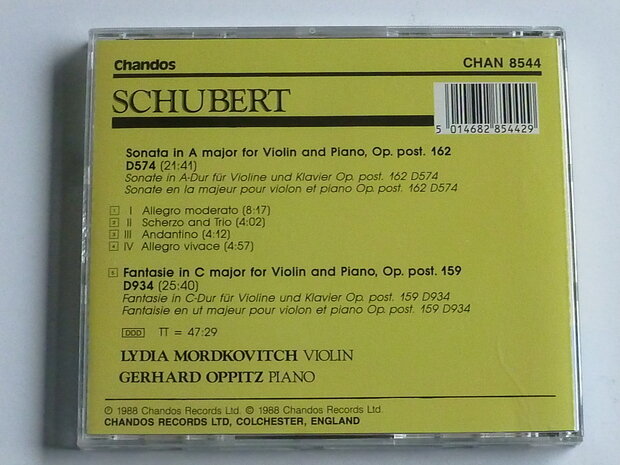 Chandos
CHAN 8544
SCHUBERT
5 014682 854429
Sonata in A major for Violin and Piano, Op. post. 162
D574 (21:41)
Sonate in A-Dur für Violine und Klavier Op. post. 162 D574
Sonate en la majeur pour violon et piano Op. post. 162 D574
1 I Allegro moderato (8:17)
2 II Scherzo and Trio (4:02)
3 III Andantino (4:12)
4 IV Allegro vivace (4:57)
5 Fantasie in C major for Violin and Piano, Op. post. 159
D934 (25:40)
Fantasie in C-Dur für Violine und Klavier Op. post. 159 D934
Fantaisie en ut majeur pour violon et piano Op. post. 159 D934
DDD TT = 47:29
LYDIA MORDKOVITCH VIOLIN
GERHARD OPPITZ PIANO
℗ 1988 Chandos Records Ltd. © 1988 Chandos Records Ltd.
CHANDOS RECORDS LTD, COLCHESTER, ENGLAND